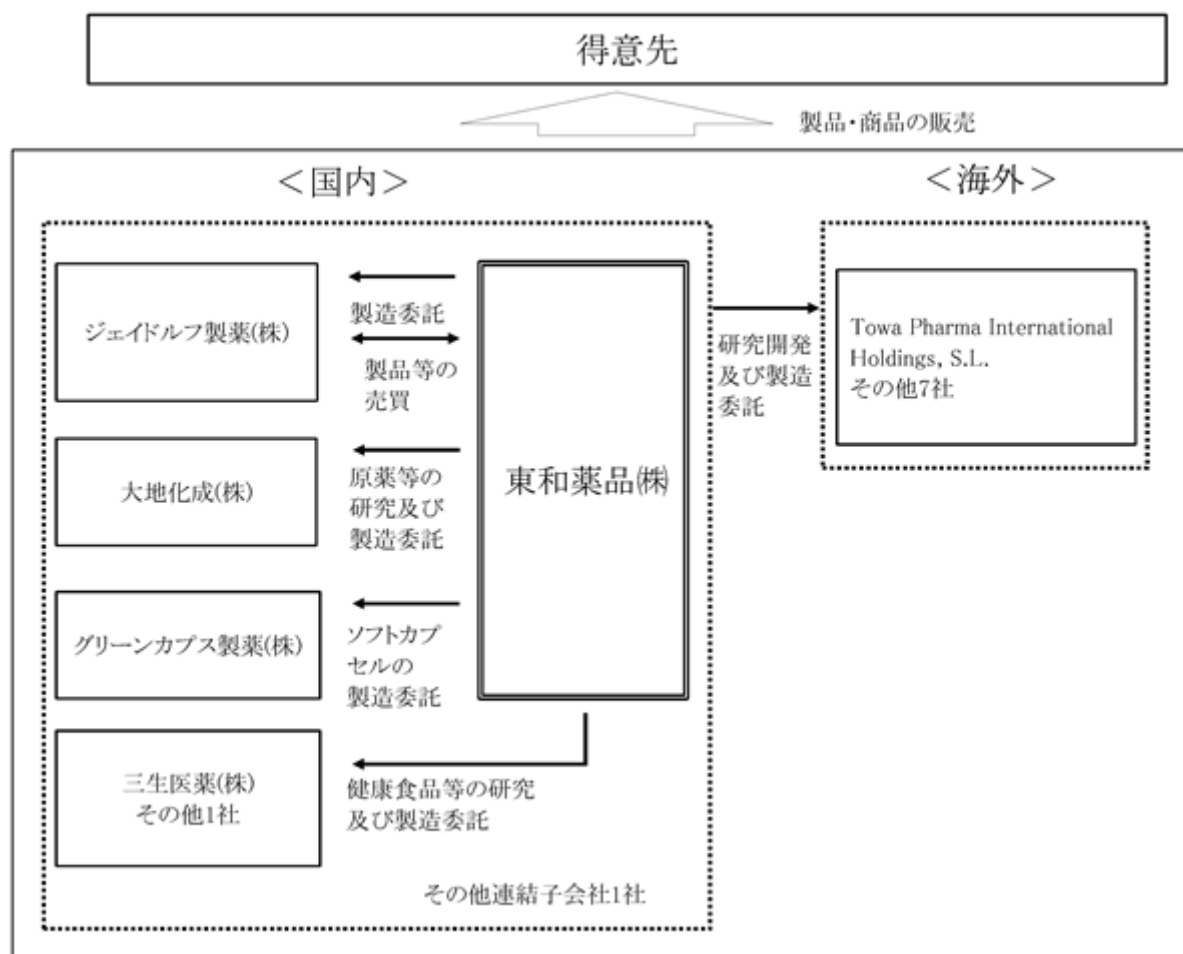 得意先
製品・商品の販売
＜国内＞
＜海外＞
ジェイドルフ製薬(株)
製造委託
製品等の
売買
大地化成(株)
原薬等の
研究及び
製造委託
グリーンカプス製薬(株)
ソフトカプ
セルの
製造委託
三生医薬(株)
その他1社
健康食品等の研究
及び製造委託
東和薬品㈱
その他連結子会社1社
研究開発
及び製造
委託
Towa Pharma International
Holdings, S.L.
その他7社